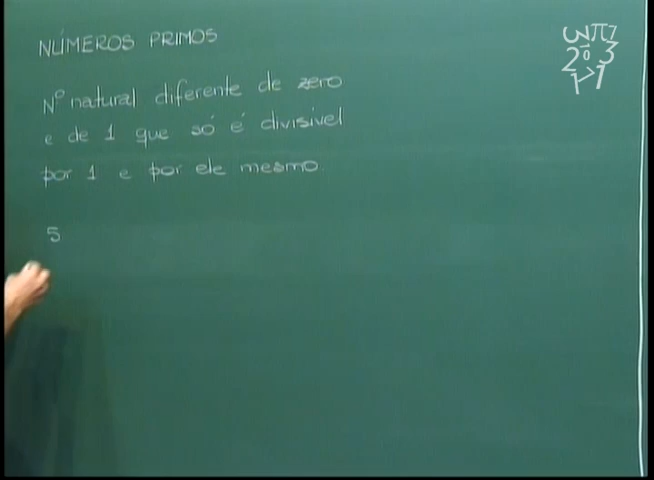 NÚMEROS PRIMOS
Nº natural diferente de zero
e de 1 que só é divisível
por 1 e por ele mesmo.
5